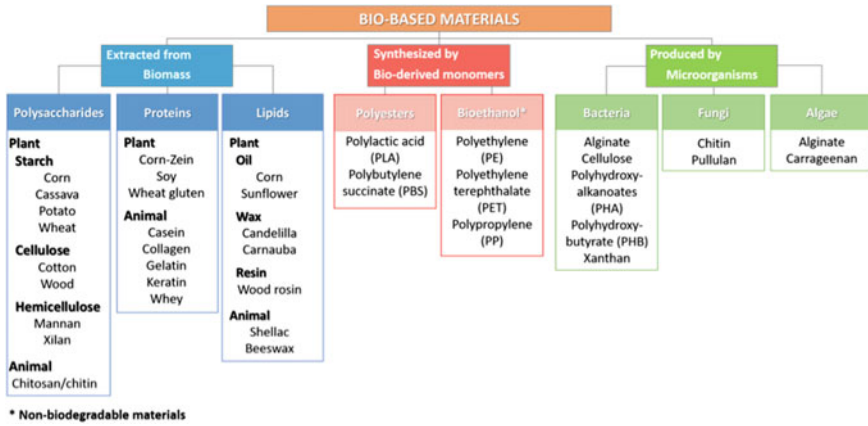 BIO-BASED MATERIALS
Extracted from
Biomass
Synthesized by
Bio-derived monomers
Produced by
Microorganisms
Polysaccharides
Plant
Starch
Corn
Cassava
Potato
Wheat
Cellulose
Cotton
Wood
Hemicellulose
Mannan
Xilan
Animal
Chitosan/chitin
Proteins
Plant
Corn-Zein
Soy
Wheat gluten
Animal
Casein
Collagen
Gelatin
Keratin
Whey
Lipids
Plant
Oil
Corn
Sunflower
Wax
Candelilla
Carnauba
Resin
Wood rosin
Animal
Shellac
Beeswax
Polyesters
Polylactic acid
(PLA)
Polybutylene
succinate (PBS)
Bioethanol*
Polyethylene
(PE)
Polyethylene
terephthalate
(PET)
Polypropylene
(PP)
Bacteria
Alginate
Cellulose
Polyhydroxy-
alkanoates (PHA)
Polyhydroxy-
butyrate (PHB)
Xanthan
Fungi
Chitin
Pullulan
Algae
Alginate
Carrageenan
* Non-biodegradable materials